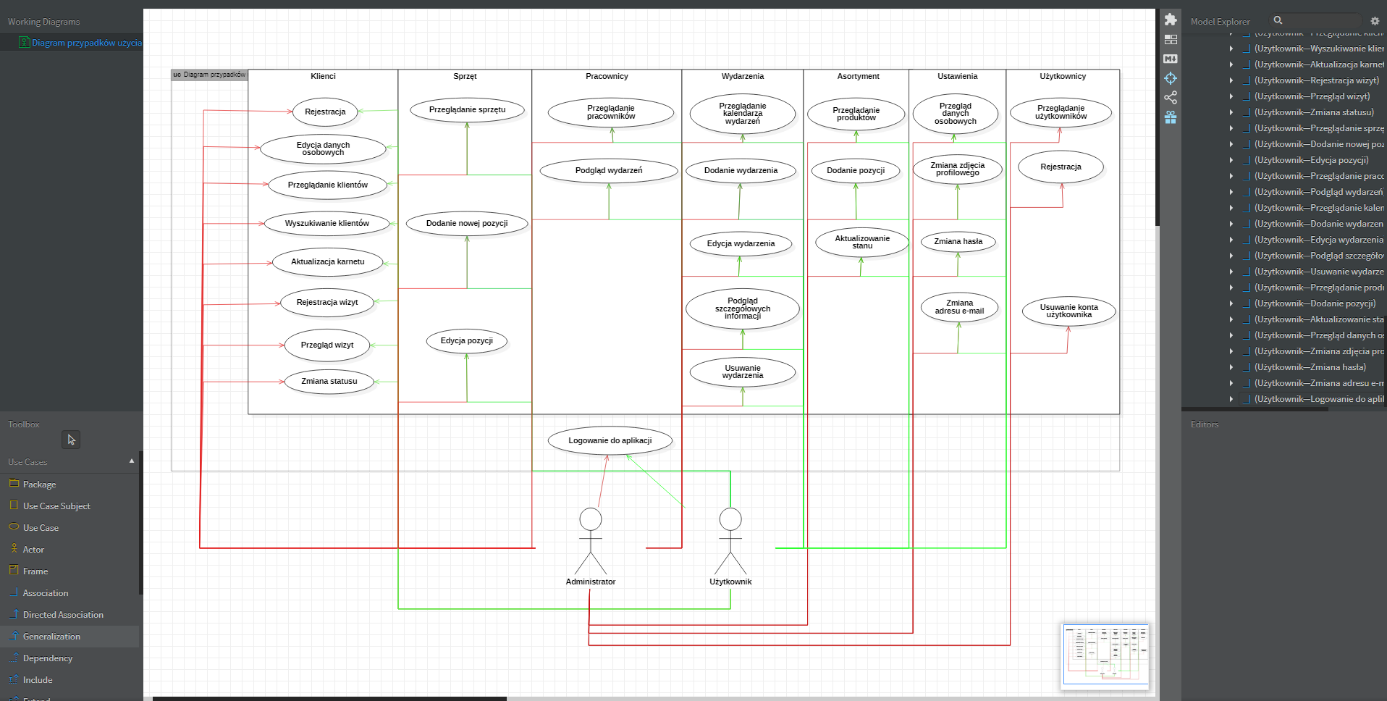 Working Diagrams
Diagram przypadków użycia
Toolbox
Use Cases
Package
Use Case Subject
Use Case
Actor
Frame
Association
Directed Association
Generalization
Dependency
Include
Extend
ue Diagram przypadków
Klienci
Rejestracja
Edycja danych
osobowych
Przeglądanie klientów
Wyszukiwanie klientów
Aktualizacja karnetu
Rejestracja wizyt
Przegląd wizyt
Zmiana statusu
Sprzęt
Przeglądanie sprzętu
Dodanie nowej pozycji
Edycja pozycji
Pracownicy
Przeglądanie
pracowników
Podgląd wydarzeń
Wydarzenia
Przeglądanie
kalendarza
wydarzeń
Dodanie wydarzenia
Edycja wydarzenia
Podgląd
szczegółowych
informacji
Usuwanie
wydarzenia
Asortyment
Przeglądanie
produktów
Dodanie pozycji
Aktualizowanie
stanu
Ustawienia
Przegląd
danych
osobowych
Zmiana zdjęcia
profilowego
Zmiana hasła
Zmiana
adresu e-mail
Użytkownicy
Przeglądanie
użytkowników
Rejestracja
Usuwanie konta
użytkownika
Logowanie do aplikacji
Administrator
Użytkownik
Model Explorer
(Użytkownik—Przeglądanie klien
(Użytkownik—Wyszukiwanie klien
(Użytkownik—Aktualizacja karnet
(Użytkownik—Rejestracja wizyt)
(Użytkownik—Przegląd wizyt)
(Użytkownik—Zmiana statusu)
(Użytkownik—Przeglądanie sprzę
(Użytkownik—Dodanie nowej poz
(Użytkownik—Edycja pozycji)
(Użytkownik—Przeglądanie praco
(Użytkownik—Podgląd wydarzeń
(Użytkownik—Przeglądanie kalen
(Użytkownik—Dodanie wydarzen
(Użytkownik—Edycja wydarzenia
(Użytkownik—Podgląd szczegóło
(Użytkownik—Usuwanie wydarze
(Użytkownik—Przeglądanie produ
(Użytkownik—Dodanie pozycji)
(Użytkownik—Aktualizowanie sta
(Użytkownik—Przegląd danych os
(Użytkownik—Zmiana zdjęcia pro
(Użytkownik—Zmiana hasła)
(Użytkownik—Zmiana adresu e-m
(Użytkownik—Logowanie do aplik
Editors